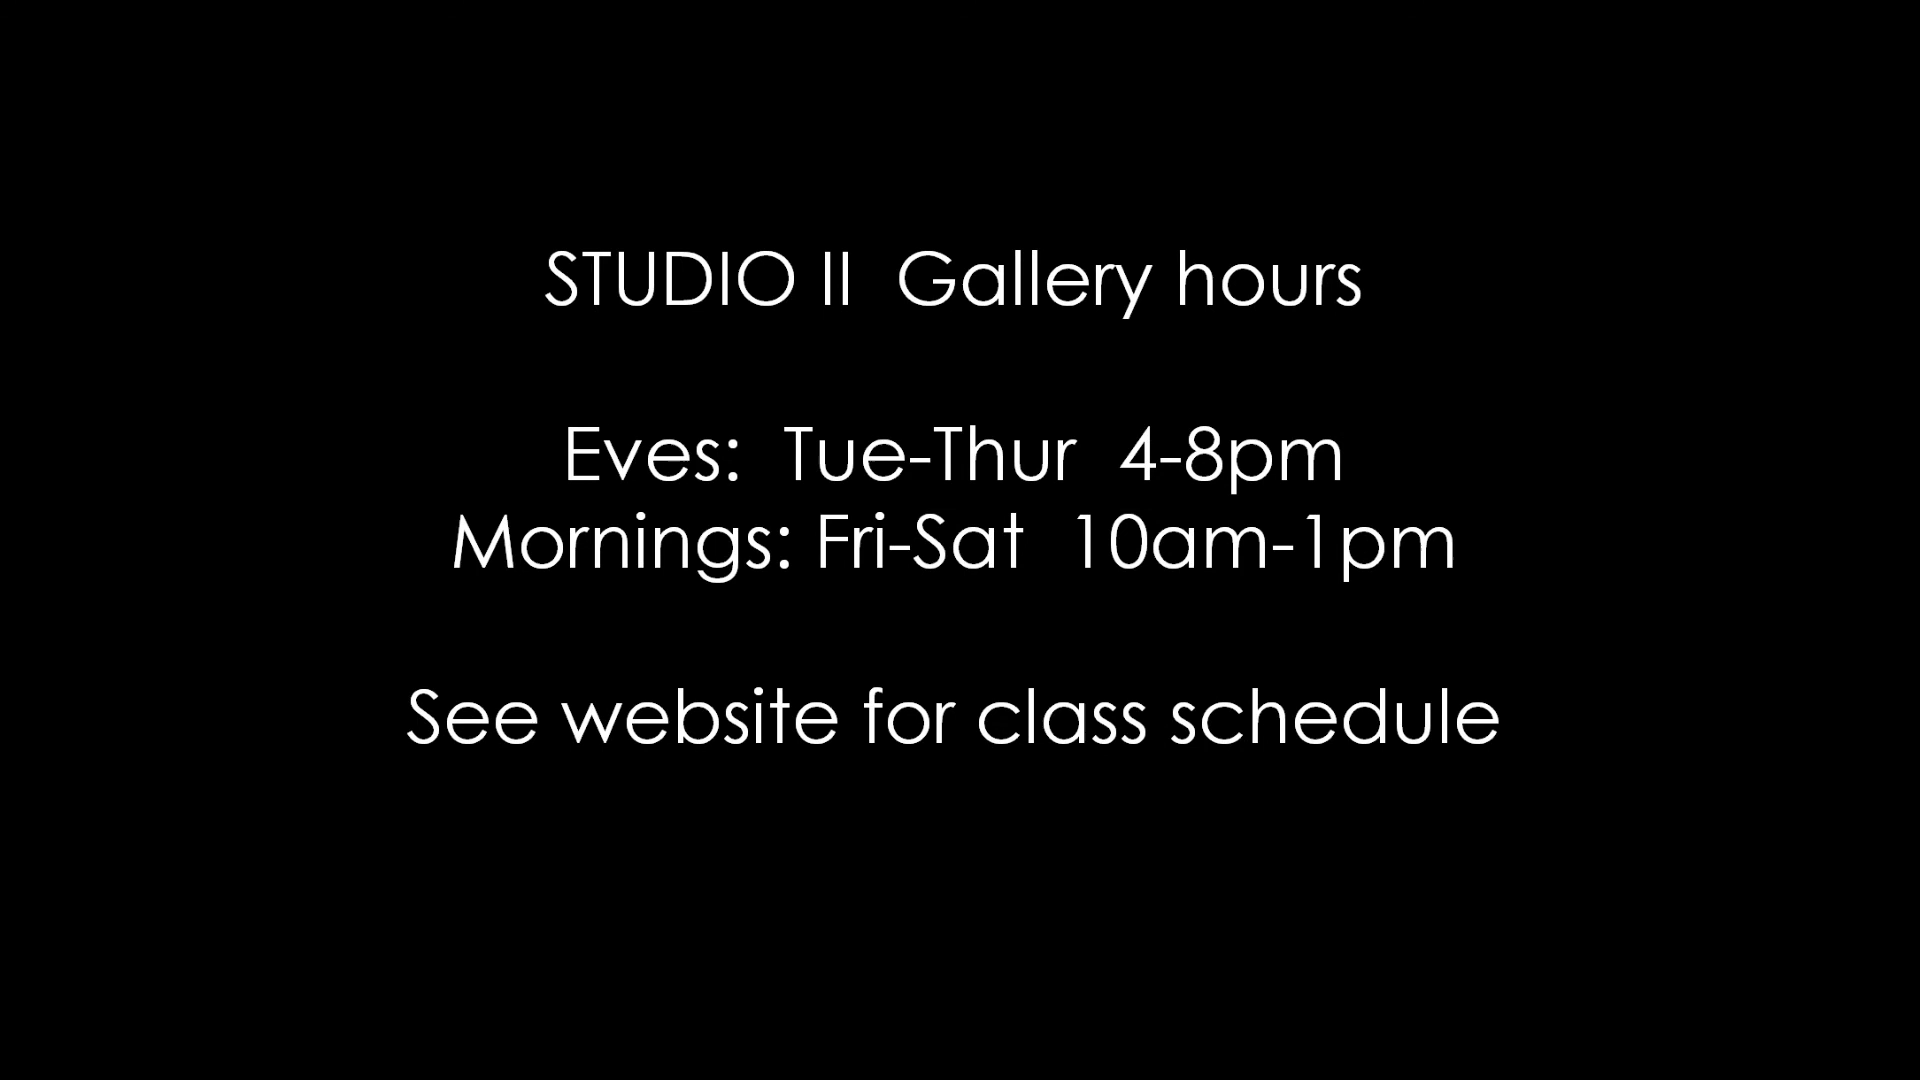 STUDIO II  Gallery hours
Eves:  Tue-Thur  4-8pm
Mornings: Fri-Sat  10am-1pm
See website for class schedule